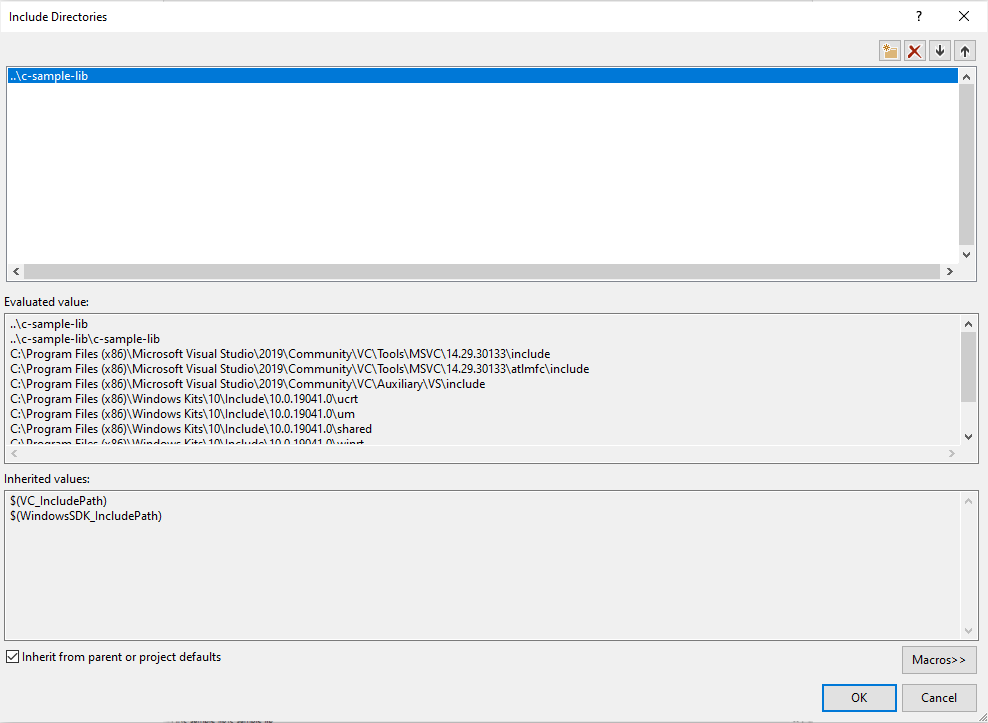 Include Directories
?
..\c-sample-lib
Evaluated value:
..\c-sample-lib
..\c-sample-lib\c-sample-lib
C:\Program Files (x86)\Microsoft Visual Studio\2019\Community\VC\Tools\MSVC\14.29.30133\include
C:\Program Files (x86)\Microsoft Visual Studio\2019\Community\VC\Tools\MSVC\14.29.30133\atlmfc\include
C:\Program Files (x86)\Microsoft Visual Studio\2019\Community\VC\Auxiliary\VS\include
C:\Program Files (x86)\Windows Kits\10\Include\10.0.19041.0\ucrt
C:\Program Files (x86)\Windows Kits\10\Include\10.0.19041.0\um
C:\Program Files (x86)\Windows Kits\10\Include\10.0.19041.0\shared
C:\Program Files (x86)\Windows Kits\10\Include\10.0.19041.0\winrt
Inherited values:
$(VC_IncludePath)
$(WindowsSDK_IncludePath)
Inherit from parent or project defaults
Macros>>
OK
Cancel